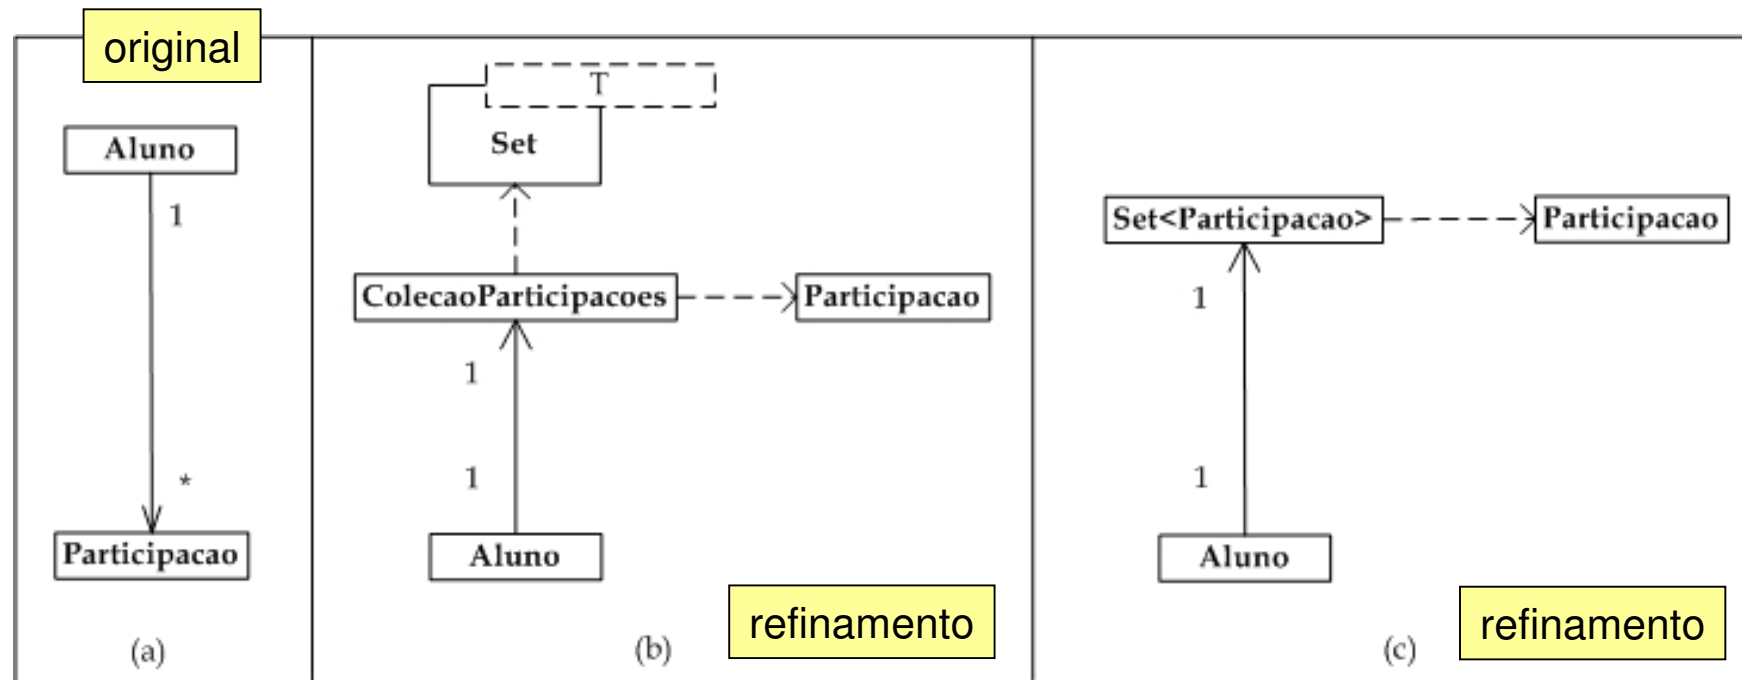 original
Aluno
1
*
Participacao
(a)
T
Set
ColecaoParticipacoes
Participacao
1
1
Aluno
refinamento
(b)
Set<Participacao>
Participacao
1
1
Aluno
refinamento
(c)